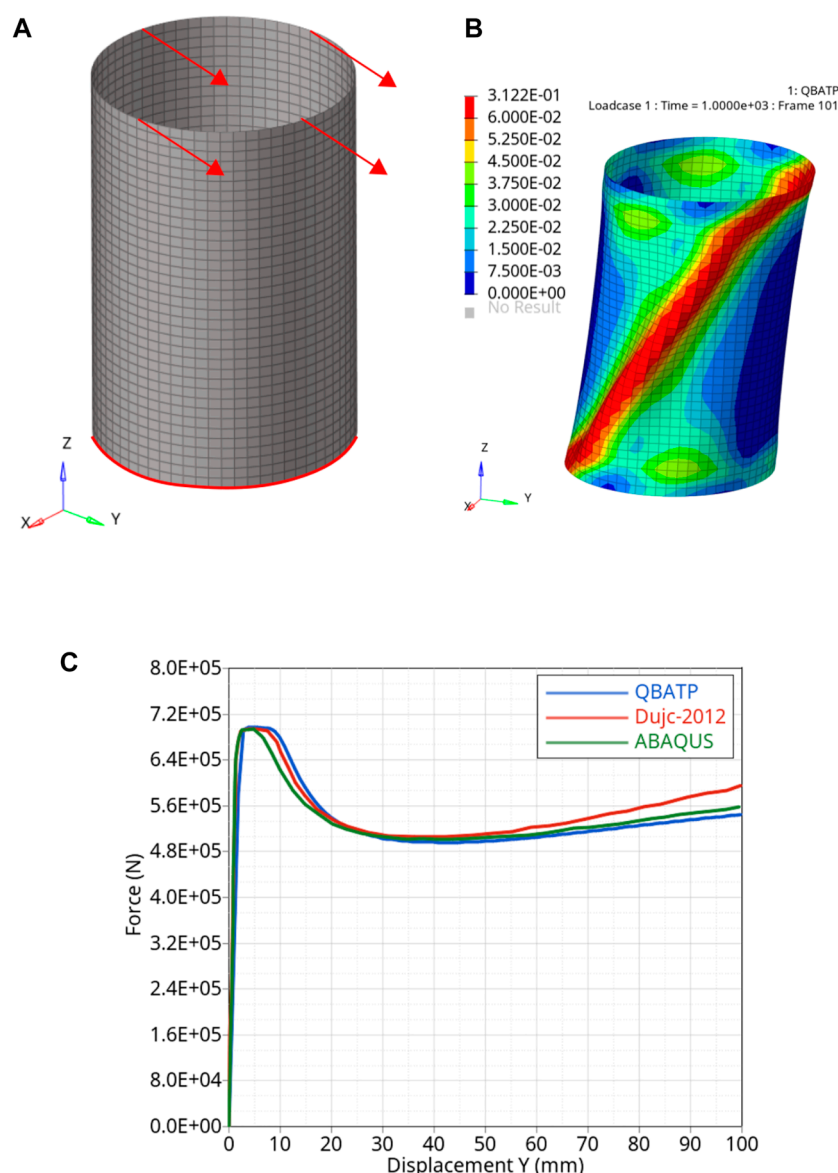 A
B
1: QBATP
Loadcase 1 : Time = 1.0000e+03 : Frame 101
3.122E-01
6.000E-02
5.250E-02
4.500E-02
3.750E-02
3.000E-02
2.250E-02
1.500E-02
7.500E-03
0.000E+00
No Result
Z
X
Y
Z
X
Y
C
8.0E+05
7.2E+05
6.4E+05
5.6E+05
4.8E+05
4.0E+05
3.2E+05
2.4E+05
1.6E+05
8.0E+04
0.0E+00
Force (N)
QBATP
Dujc-2012
ABAQUS
0 10 20 30 40 50 60 70 80 90 100
Displacement Y (mm)